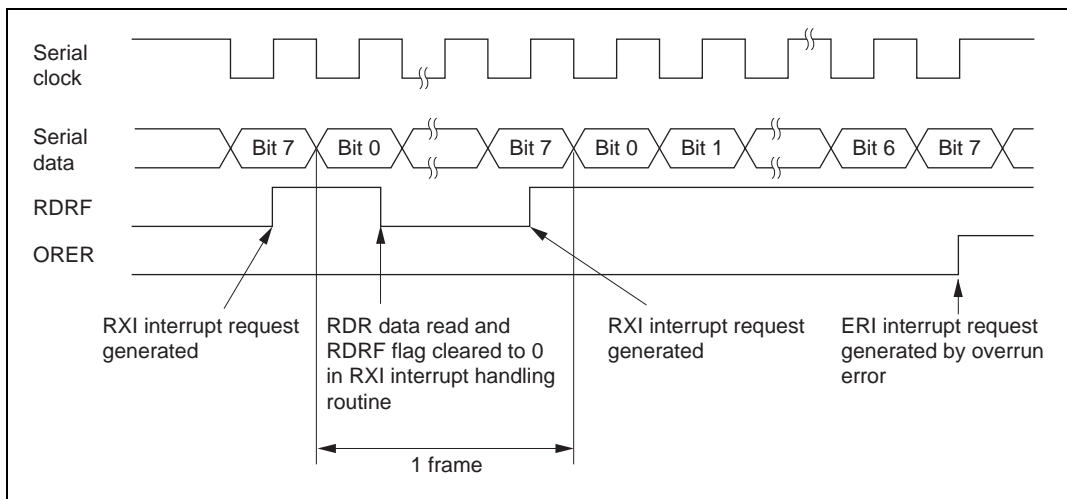 Serial
clock
Serial
data
Bit 7
Bit 0
Bit 7
Bit 0
Bit 1
Bit 6
Bit 7
RDRF
ORER
RXI interrupt request
generated
RDR data read and
RDRF flag cleared to 0
in RXI interrupt handling
routine
RXI interrupt request
generated
ERI interrupt request
generated by overrun
error
1 frame